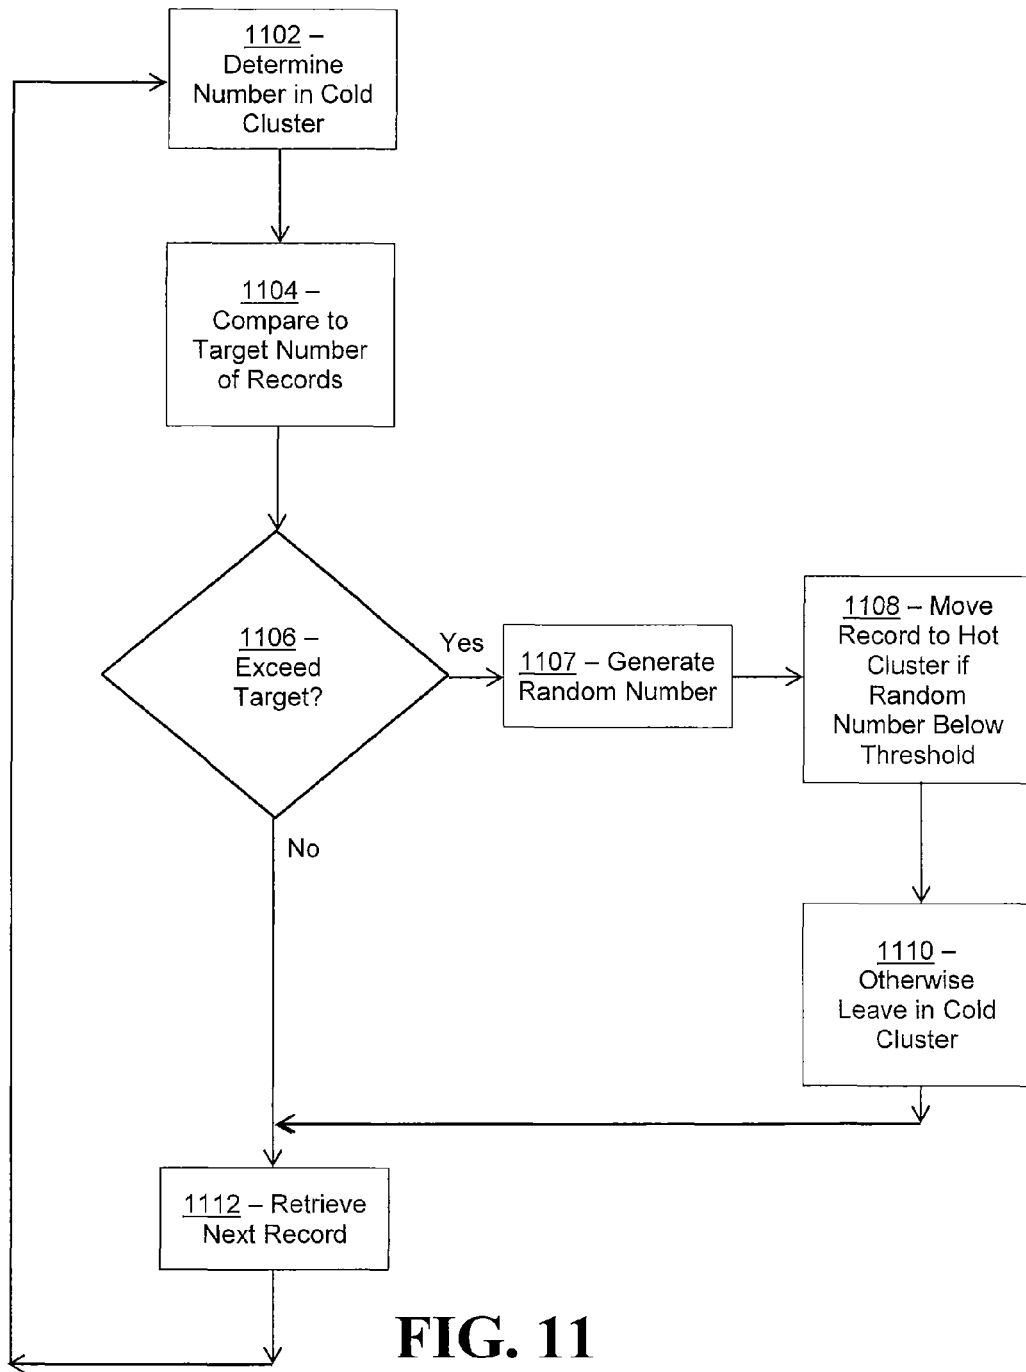 1102 –
Determine
Number in Cold
Cluster
1104 –
Compare to
Target Number
of Records
1106 –
Exceed
Target?
Yes
No
1107 – Generate
Random Number
1108 – Move
Record to Hot
Cluster if
Random
Number Below
Threshold
1110 –
Otherwise
Leave in Cold
Cluster
1112 – Retrieve
Next Record
FIG. 11